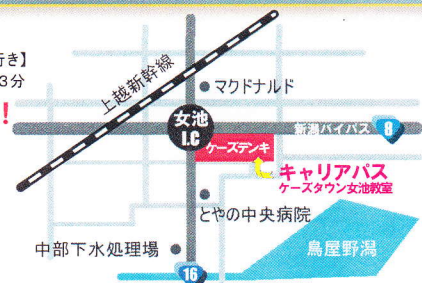 行き】
3分
!
上越新幹線
マクドナルド
女池
I.C
新潟バイパス 8
ケーズデンキ
キャリアパス
ケーズタウン女池教室
とやの中央病院
中部下水処理場
鳥屋野潟
16